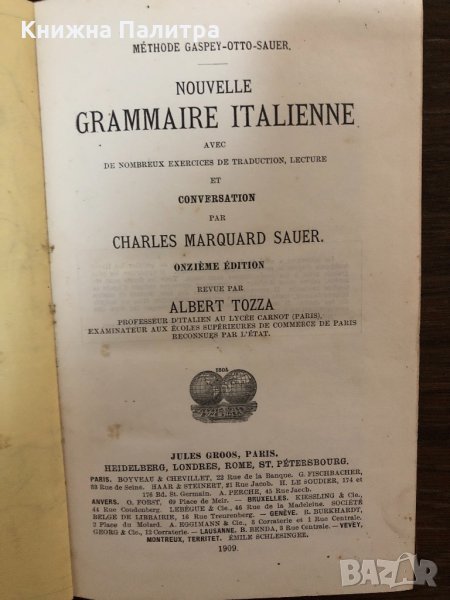 Книжна Палитра
MÉTHODE GASPEY-OTTO-SAUER.
NOUVELLE
GRAMMAIRE ITALIENNE
AVEC
DE NOMBREUX EXERCICES DE TRADUCTION, LECTURE
ET
CONVERSATION
PAR
CHARLES MARQUARD SAUER.
ONZIÈME ÉDITION
REVUE PAR
ALBERT TOZZA
PROFESSEUR D'ITALIEN AU LYCÉE CARNOT (PARIS),
EXAMINATEUR AUX ÉCOLES SUPÉRIEURES DE COMMERCE DE PARIS
RECONNUES PAR L'ÉTAT.
JULES GROOS, PARIS.
HEIDELBERG, LONDRES, ROME, ST. PÉTERSBOURG.
PARIS. BOYVEAU & CHEVILLET, 22 Rue de la Banque. G. FISCHBACHER,
33 Rue de Seine. HAAR & STEINERT, 21 Rue Jacob. H. LE SOUDIER, 174 et
176 Bd. St. Germain. A. PERCHE, 45 Rue Jacob.
ANVERS. O. FORST, 69 Place de Meir. — BRUXELLES. KIESSLING & Cie.
44 Rue Coudenberg. LEBÈGUE & Cie., 46 Rue de la Madeleine. SOCIÉTÉ
BELGE DE LIBRAIRIE, 16 Rue Treurenberg. — GENÈVE. R. BURKHARDT,
2 Place du Molard. A. EGGIMANN & Cie., 3 Corraterie et 1 Rue Centrale.
GEORG & Cie., 12 Corraterie. — LAUSANNE. B. BENDA, 3 Rue Centrale. — VEVEY,
MONTREUX, TERRITET. ÉMILE SCHLESINGER.
1909.
BAZAR.bg